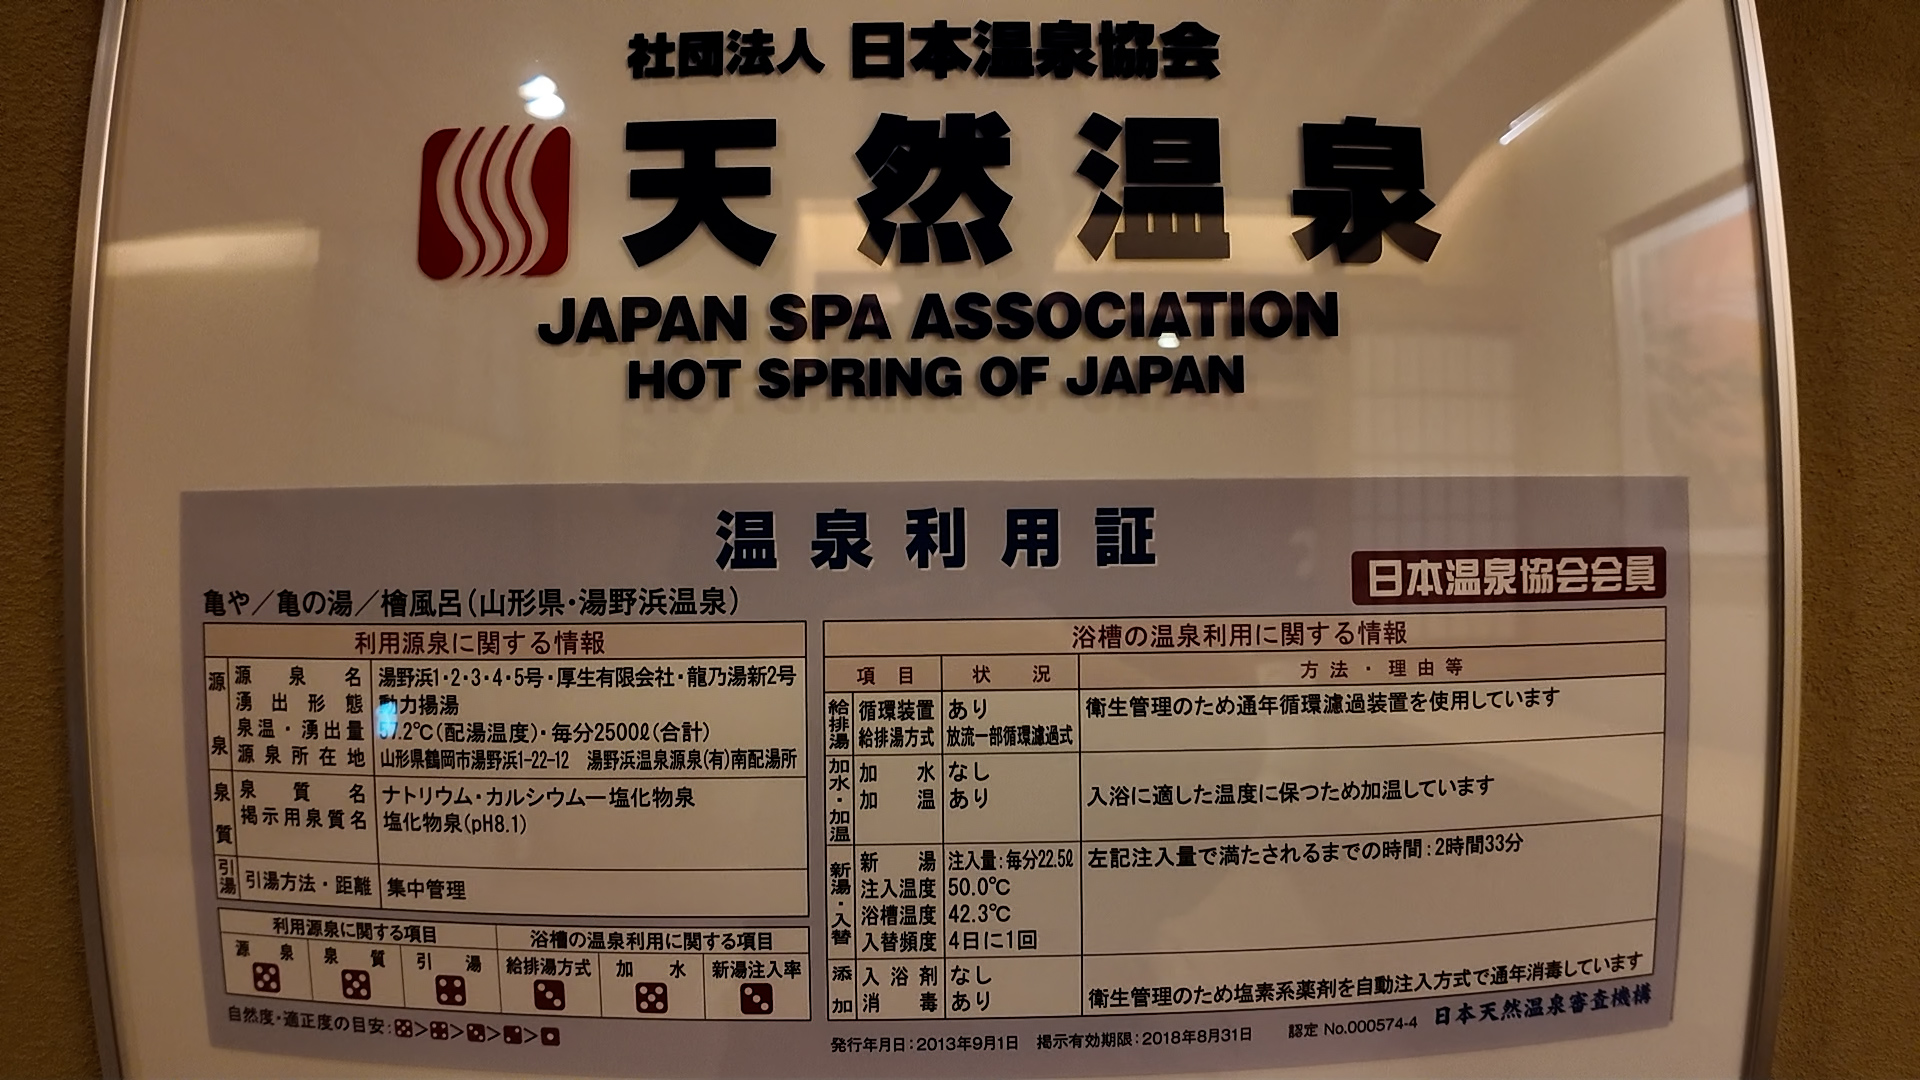 社団法人 日本温泉協会
天然温泉
JAPAN SPA ASSOCIATION
HOT SPRING OF JAPAN
温泉利用証
日本温泉協会会員
亀や／亀の湯／檜風呂(山形県・湯野浜温泉)
利用源泉に関する情報
源泉
源泉名 湯野浜1・2・3・4・5号・厚生有限会社・龍乃湯新2号
湧出形態 動力揚湯
泉温・湧出量 57.2℃(配湯温度)・毎分2500ℓ(合計)
源泉所在地 山形県鶴岡市湯野浜1-22-12 湯野浜温泉源泉(有)南配湯所
泉質
泉質名 ナトリウム・カルシウムー塩化物泉
掲示用泉質名 塩化物泉(pH8.1)
引湯
引湯方法・距離 集中管理
利用源泉に関する項目 浴槽の温泉利用に関する項目
源泉 泉質 引湯 給排湯方式 加水 新湯注入率
自然度・適正度の目安:⚄>⚃>⚂>⚁>⚀
浴槽の温泉利用に関する情報
項目 状況 方法・理由等
給排湯
循環装置 あり 衛生管理のため通年循環濾過装置を使用しています
給排湯方式 放流一部循環濾過式
加水・加温
加水 なし
加温 あり 入浴に適した温度に保つため加温しています
新湯・入替
新湯 注入量:毎分22.5ℓ 左記注入量で満たされるまでの時間:2時間33分
注入温度 50.0℃
浴槽温度 42.3℃
入替頻度 4日に1回
添加
入浴剤 なし
消毒 あり 衛生管理のため塩素系薬剤を自動注入方式で通年消毒しています
発行年月日:2013年9月1日 掲示有効期限:2018年8月31日 認定 No.000574-4 日本天然温泉審査機構